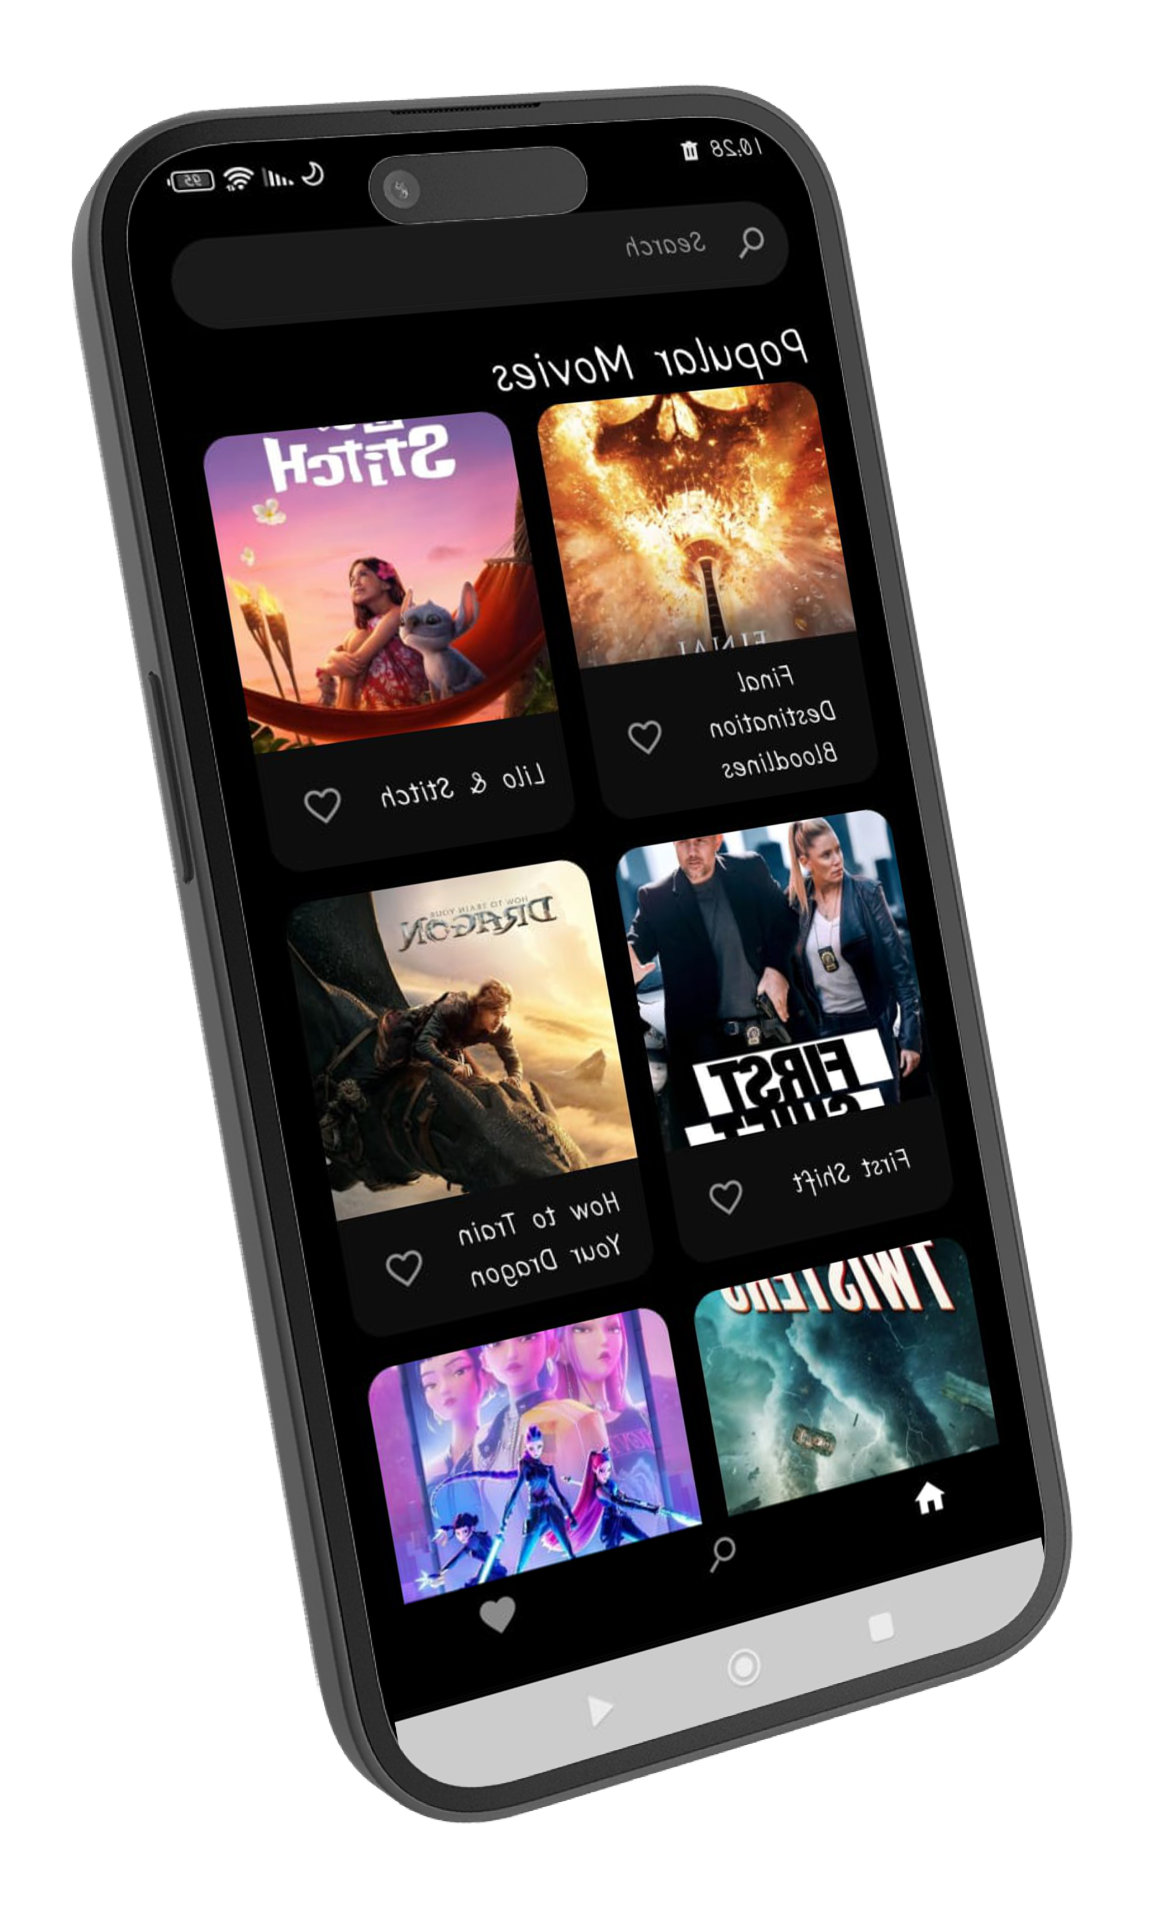 10:28
95
Search
Popular Movies
FINAL
Final
Destination
Bloodlines
Stitch
Lilo & Stitch
FIRST
SHIFT
First Shift
HOW TO TRAIN YOUR
DRAGON
How to Train
Your Dragon
TWISTERS